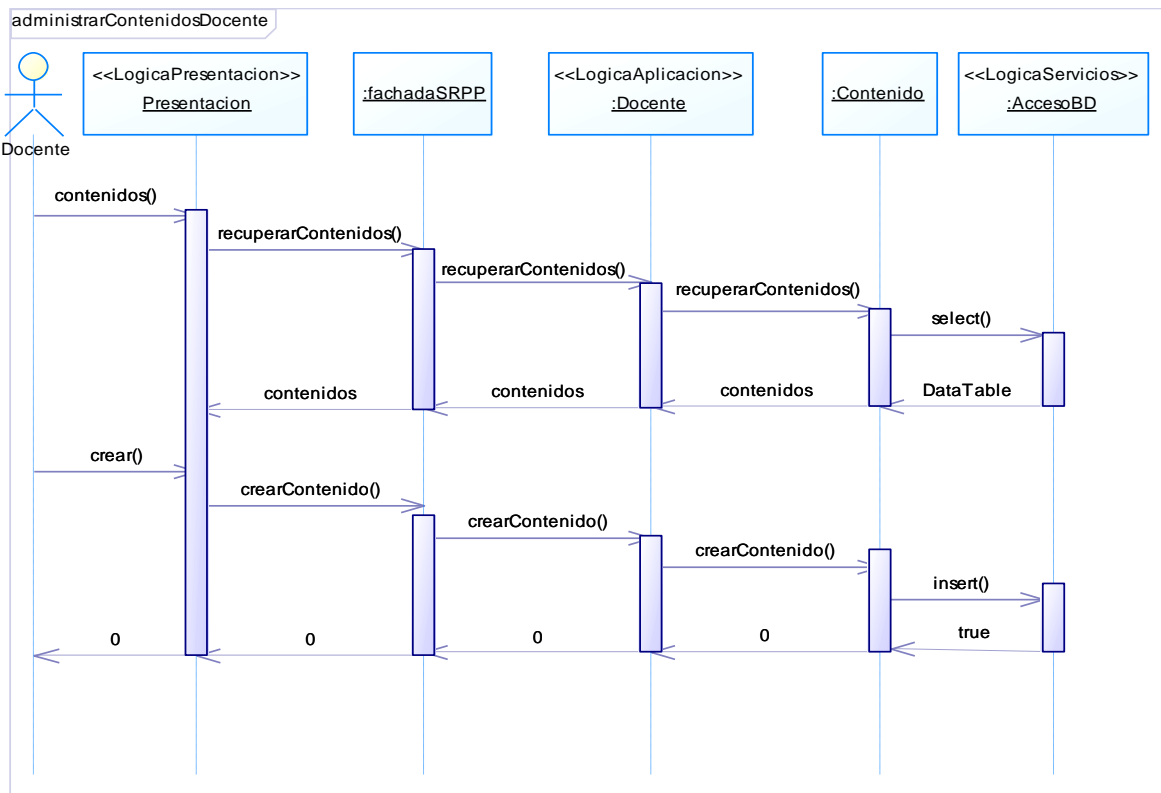 administrarContenidosDocente
<<LogicaPresentacion>>
Presentacion
:fachadaSRPP
<<LogicaAplicacion>>
:Docente
:Contenido
<<LogicaServicios>>
:AccesoBD
Docente
contenidos()
recuperarContenidos()
recuperarContenidos()
recuperarContenidos()
select()
contenidos
contenidos
contenidos
DataTable
crear()
crearContenido()
crearContenido()
crearContenido()
insert()
0
0
0
0
true